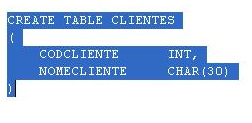 CREATE TABLE CLIENTES
(
CODCLIENTE INT,
NOMECLIENTE CHAR(30)
)